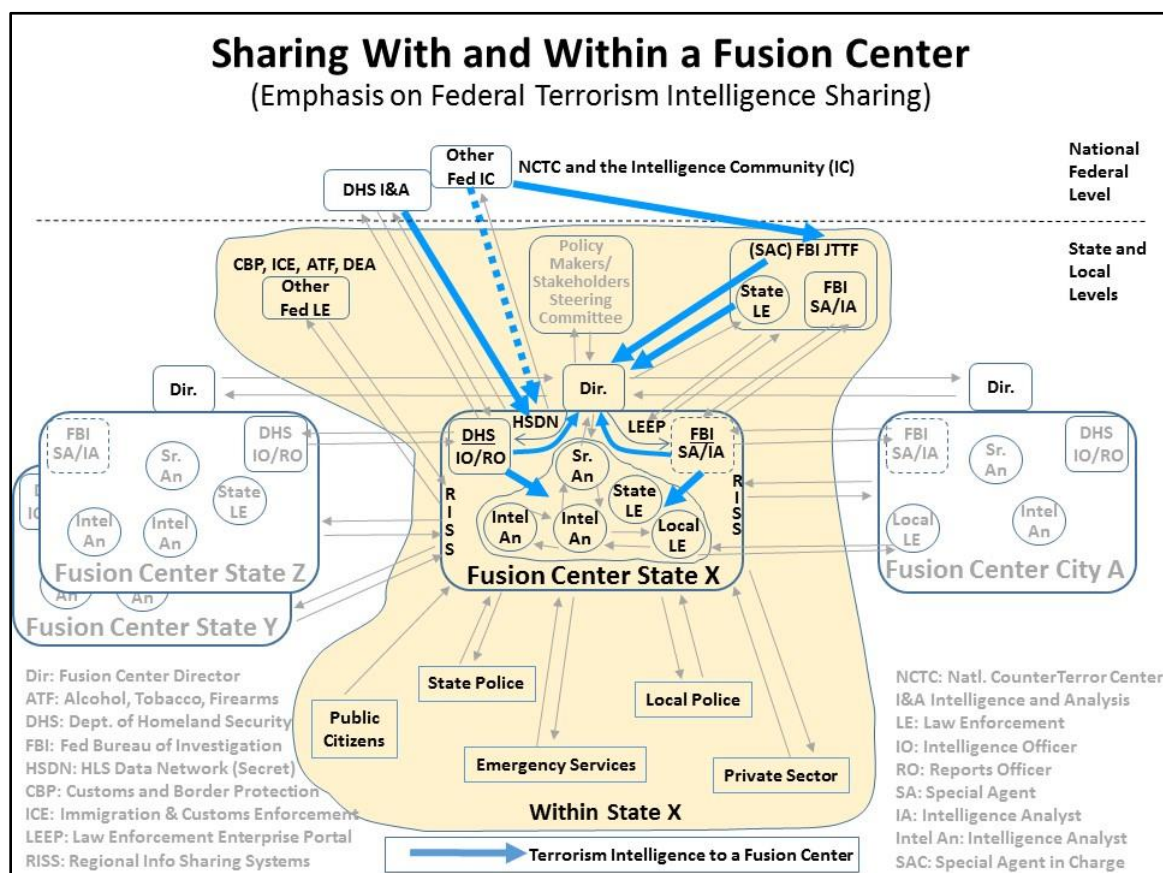 Sharing With and Within a Fusion Center
(Emphasis on Federal Terrorism Intelligence Sharing)
Other
Fed IC
NCTC and the Intelligence Community (IC)
National
Federal
Level
DHS I&A
State and
Local
Levels
CBP, ICE, ATF, DEA
Other
Fed LE
Policy
Makers/
Stakeholders
Steering
Committee
(SAC) FBI JTTF
State
LE
FBI
SA/IA
Dir.
Dir.
Dir.
FBI
SA/IA
Sr.
An
DHS
IO/RO
State
LE
Intel
An
Intel
An
Fusion Center State Z
An
An
Fusion Center State Y
HSDN
LEEP
DHS
IO/RO
FBI
SA/IA
Sr.
An
State
LE
Intel
An
Intel
An
Local
LE
R
I
S
S
R
I
S
S
Fusion Center State X
FBI
SA/IA
Sr.
An
DHS
IO/RO
Local
LE
Intel
An
Fusion Center City A
State Police
Local Police
Public
Citizens
Emergency Services
Private Sector
Within State X
Dir: Fusion Center Director
ATF: Alcohol, Tobacco, Firearms
DHS: Dept. of Homeland Security
FBI: Fed Bureau of Investigation
HSDN: HLS Data Network (Secret)
CBP: Customs and Border Protection
ICE: Immigration & Customs Enforcement
LEEP: Law Enforcement Enterprise Portal
RISS: Regional Info Sharing Systems
NCTC: Natl. CounterTerror Center
I&A Intelligence and Analysis
LE: Law Enforcement
IO: Intelligence Officer
RO: Reports Officer
SA: Special Agent
IA: Intelligence Analyst
Intel An: Intelligence Analyst
SAC: Special Agent in Charge
Terrorism Intelligence to a Fusion Center